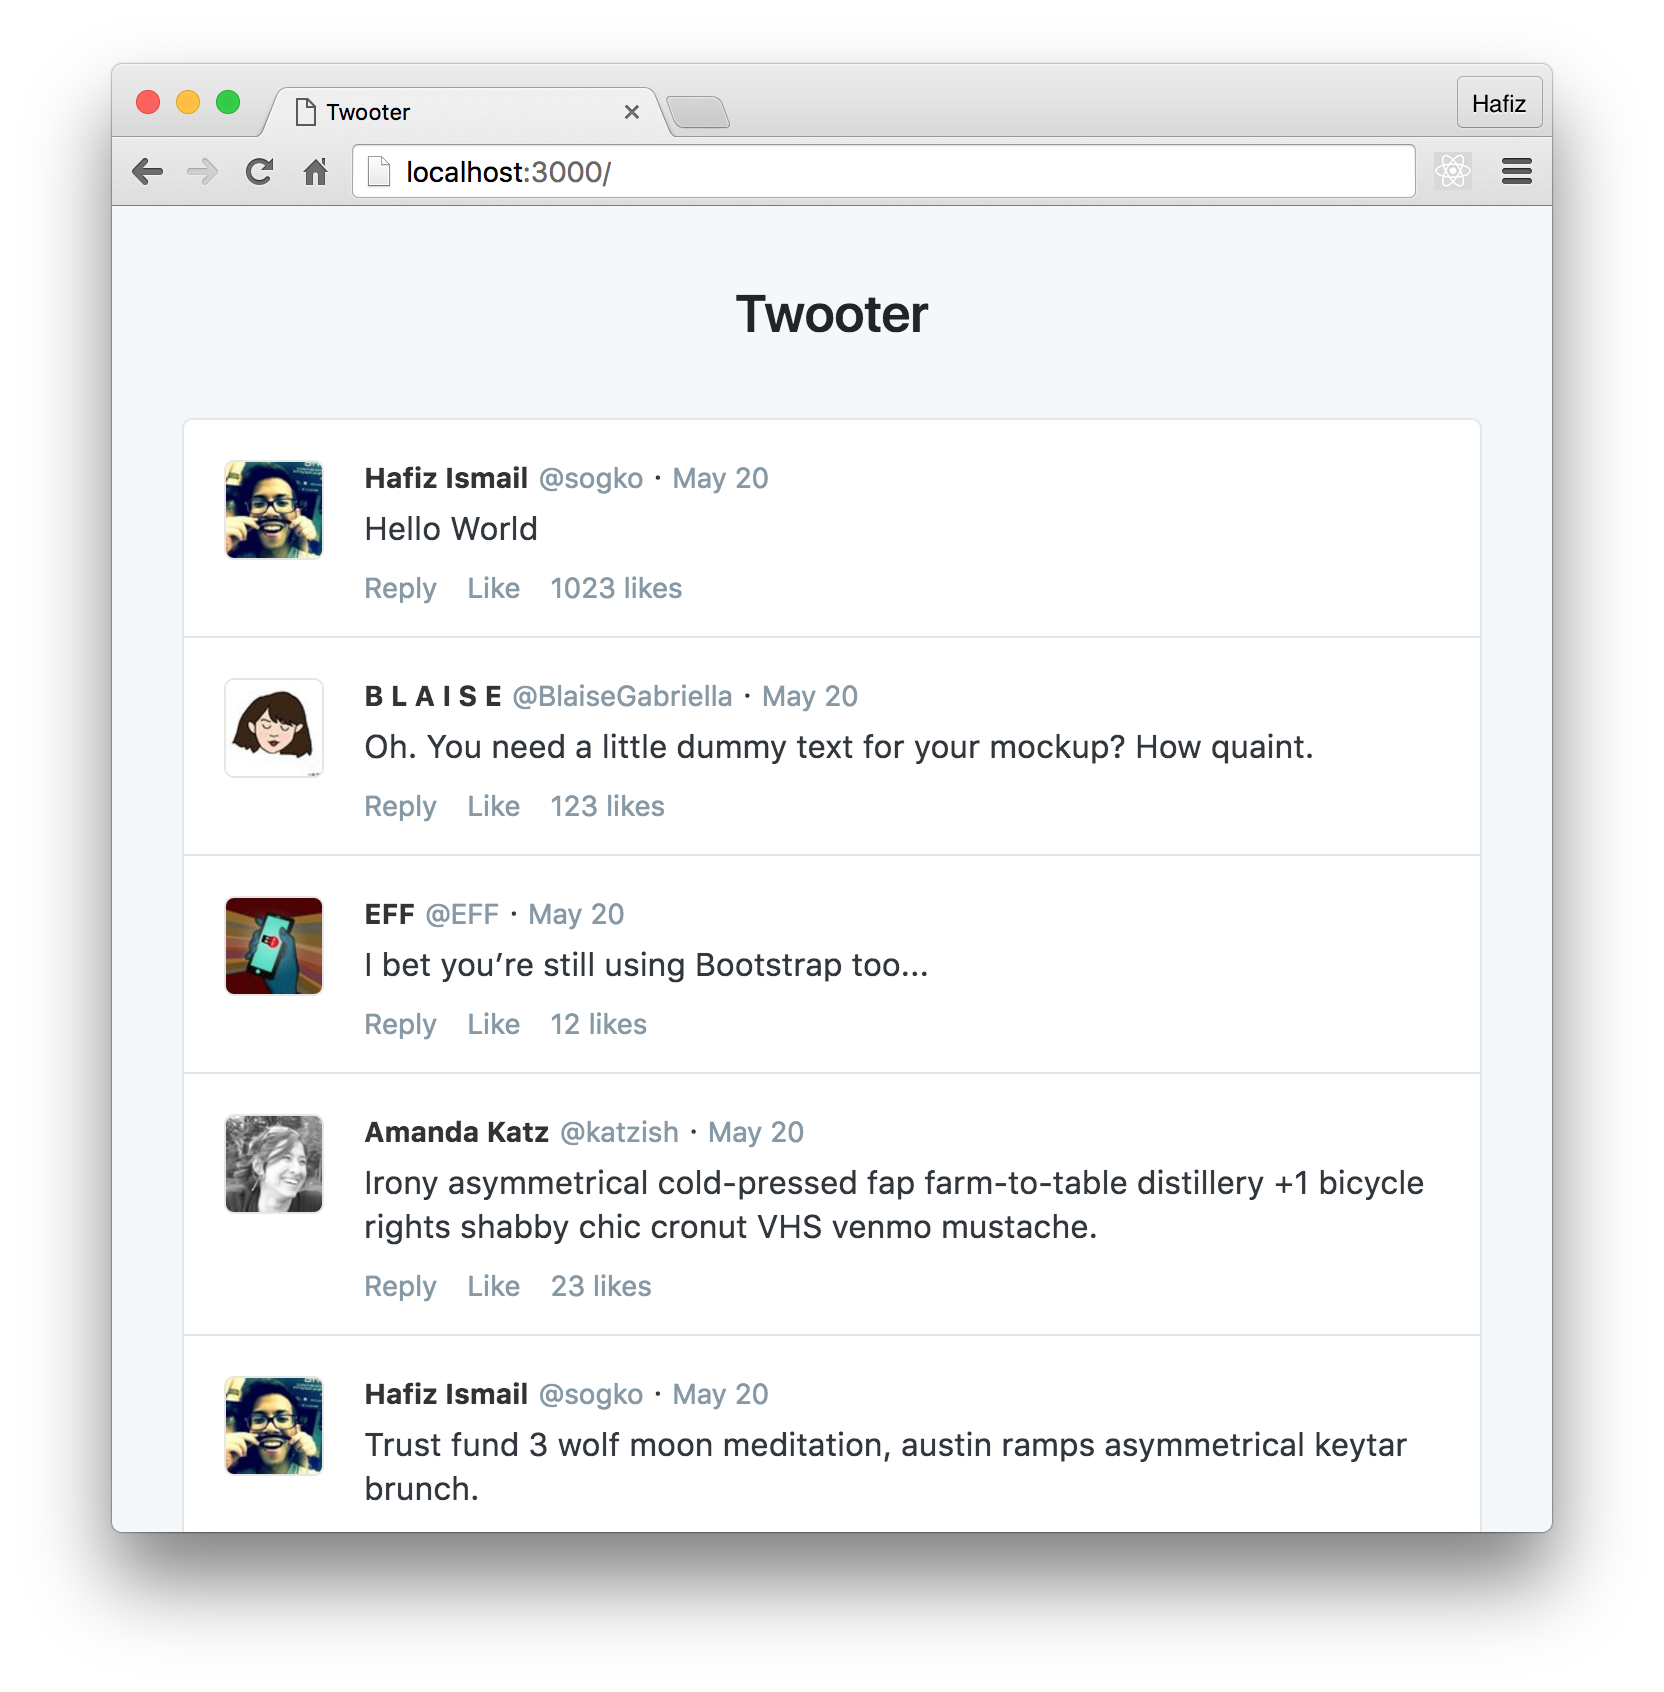 Twooter
Hafiz
localhost:3000/
Twooter
Hafiz Ismail @sogko · May 20
Hello World
Reply Like 1023 likes
B L A I S E @BlaiseGabriella · May 20
Oh. You need a little dummy text for your mockup? How quaint.
Reply Like 123 likes
EFF @EFF · May 20
I bet you’re still using Bootstrap too…
Reply Like 12 likes
Amanda Katz @katzish · May 20
Irony asymmetrical cold-pressed fap farm-to-table distillery +1 bicycle
rights shabby chic cronut VHS venmo mustache.
Reply Like 23 likes
Hafiz Ismail @sogko · May 20
Trust fund 3 wolf moon meditation, austin ramps asymmetrical keytar
brunch.